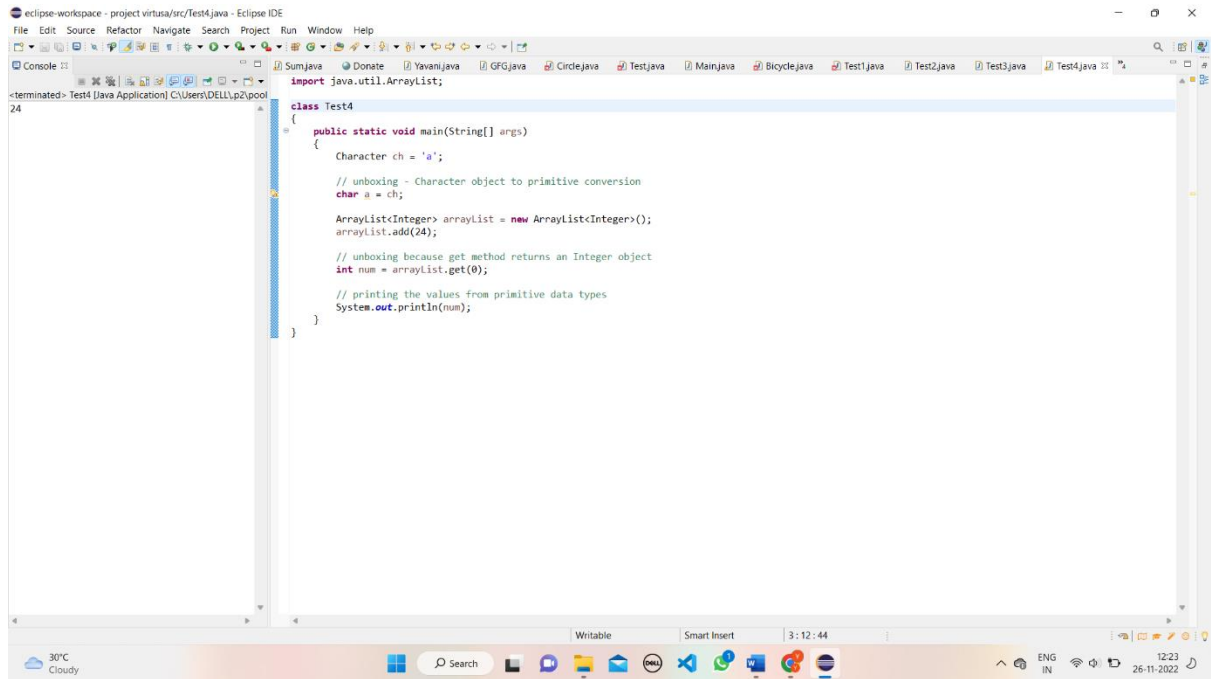 eclipse-workspace - project virtusa/src/Test4.java - Eclipse IDE
File Edit Source Refactor Navigate Search Project Run Window Help
Console
<terminated> Test4 [Java Application] C:\Users\DELL\.p2\pool
24
Sum.java Donate Yavani.java GFG.java Circle.java Test.java Main.java Bicycle.java Test1.java Test2.java Test3.java Test4.java
import java.util.ArrayList;
class Test4
{
public static void main(String[] args)
{
Character ch = 'a';
// unboxing - Character object to primitive conversion
char a = ch;
ArrayList<Integer> arrayList = new ArrayList<Integer>();
arrayList.add(24);
// unboxing because get method returns an Integer object
int num = arrayList.get(0);
// printing the values from primitive data types
System.out.println(num);
}
}
Writable Smart Insert 3 : 12 : 44
30°C
Cloudy
Search
DELL
ENG
IN
12:23
26-11-2022